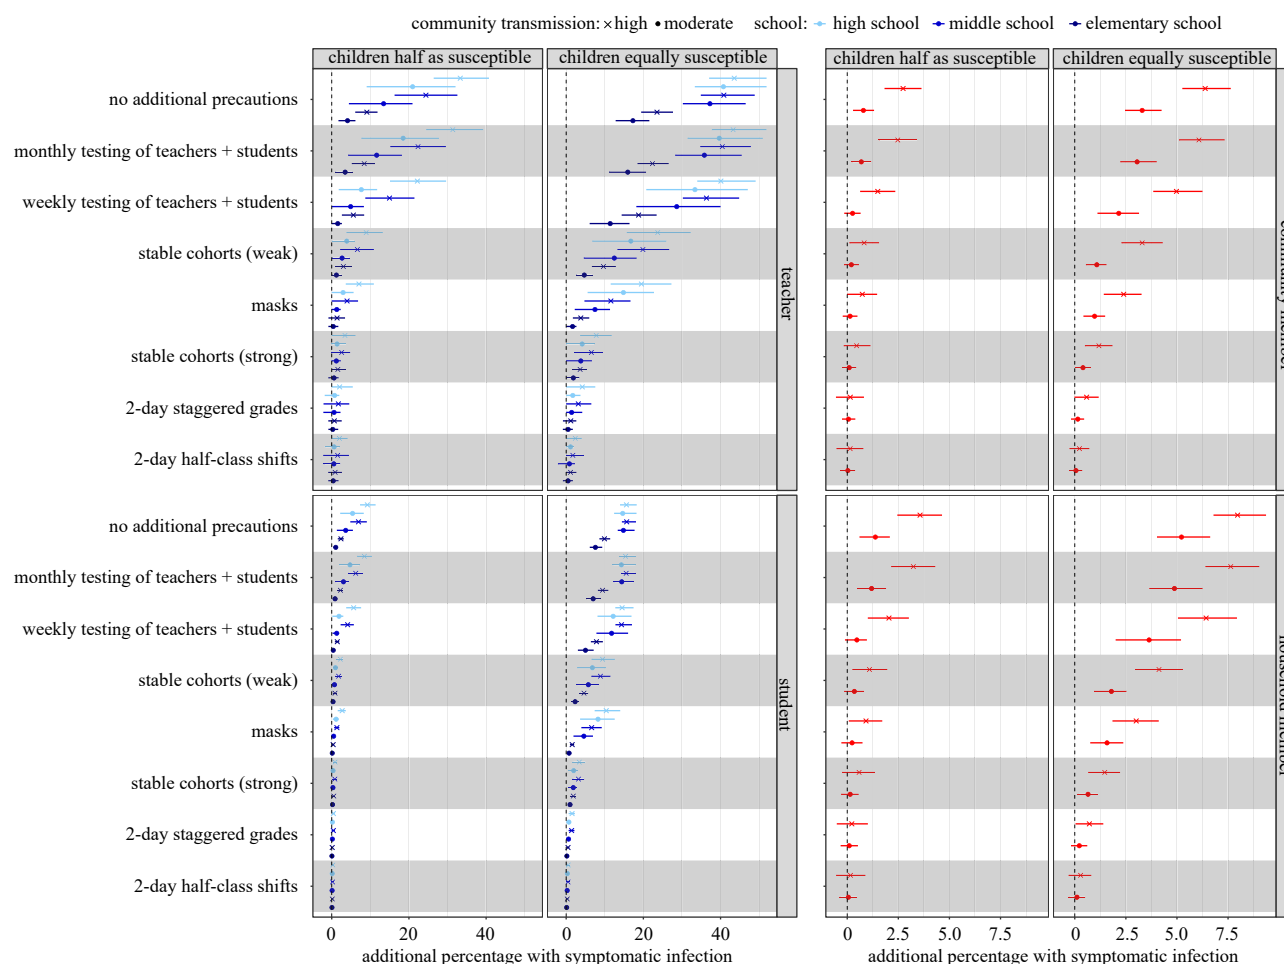 community transmission: × high • moderate school: high school middle school elementary school
children half as susceptible children equally susceptible children half as susceptible children equally susceptible
no additional precautions
monthly testing of teachers + students
weekly testing of teachers + students
stable cohorts (weak)
masks
stable cohorts (strong)
2-day staggered grades
2-day half-class shifts
teacher
community member
no additional precautions
monthly testing of teachers + students
weekly testing of teachers + students
stable cohorts (weak)
masks
stable cohorts (strong)
2-day staggered grades
2-day half-class shifts
student
household member
0 20 40 0 20 40 0 2.5 5.0 7.5 0 2.5 5.0 7.5
additional percentage with symptomatic infection additional percentage with symptomatic infection